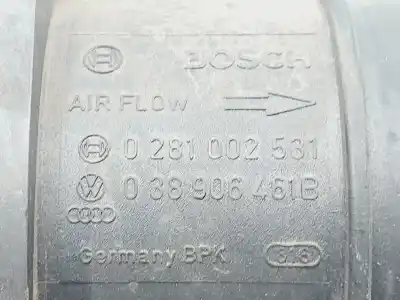 BOSCH
AIR FLOW
0 281 002 531
038 906 461B
Germany BPK 318